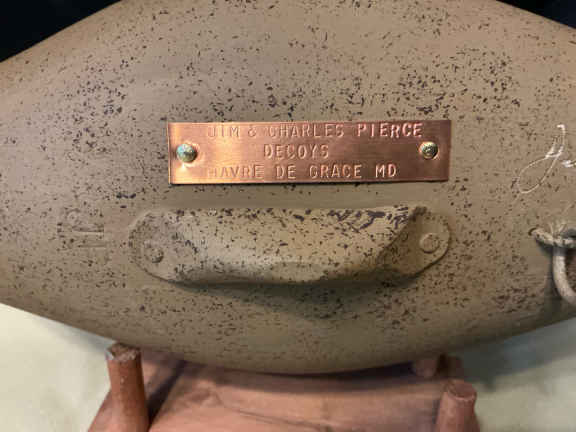 JIM & CHARLES PIERCE
DECOYS
HAVRE DE GRACE MD